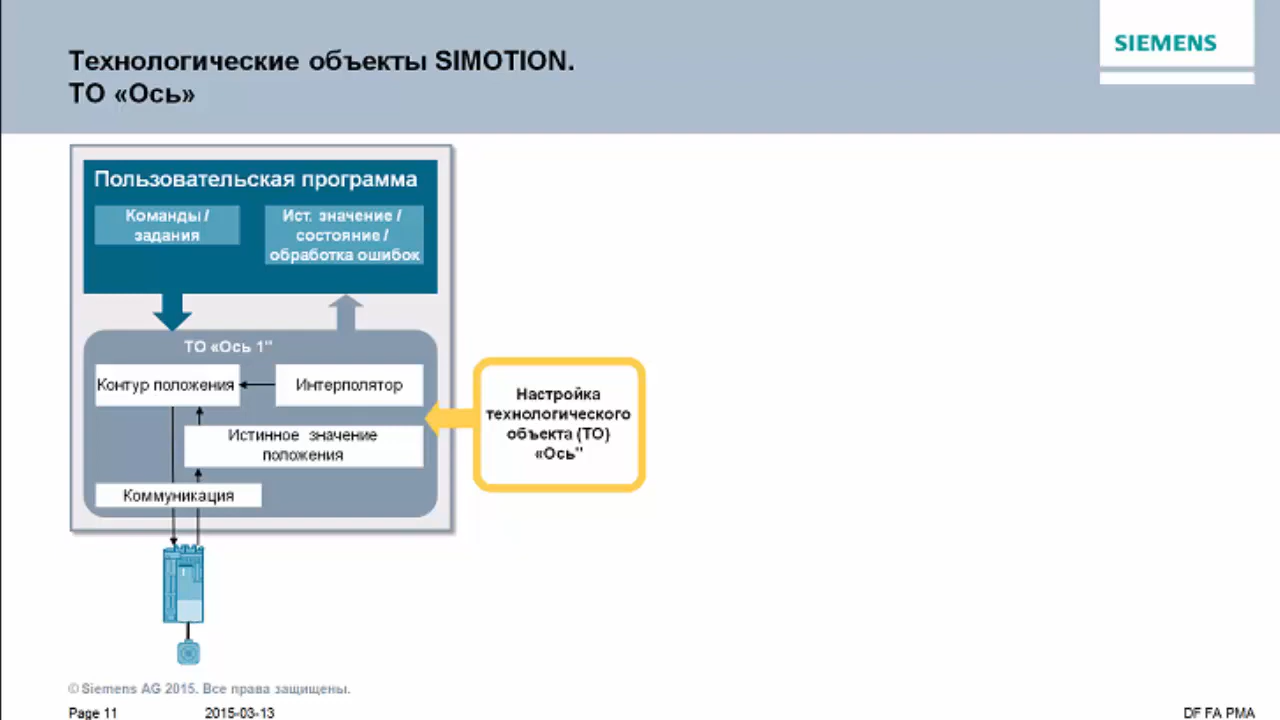 Технологические объекты SIMOTION.
ТО «Ось»
SIEMENS
Пользовательская программа
Команды /
задания
Ист. значение /
состояние /
обработка ошибок
ТО «Ось 1"
Контур положения
Интерполятор
Истинное значение
положения
Коммуникация
Настройка
технологического
объекта (ТО)
«Ось"
© Siemens AG 2015. Все права защищены.
Page 11
2015-03-13
DF FA PMA